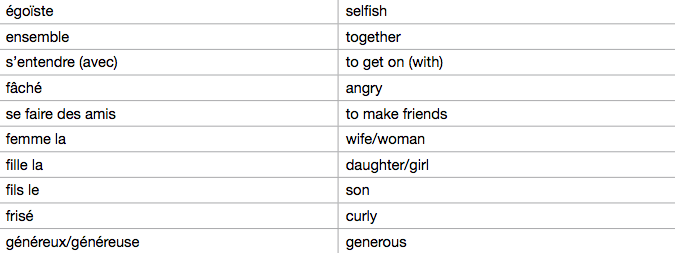 égoïste selfish
ensemble together
s’entendre (avec) to get on (with)
fâché angry
se faire des amis to make friends
femme la wife/woman
fille la daughter/girl
fils le son
frisé curly
généreux/généreuse generous